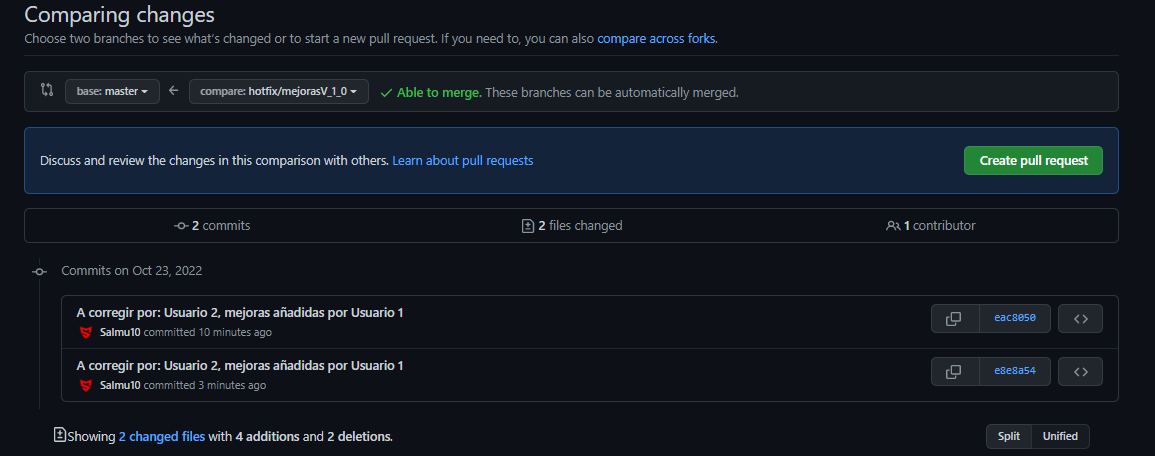 Comparing changes
Choose two branches to see what's changed or to start a new pull request. If you need to, you can also compare across forks.
base: master compare: hotfix/mejorasV_1_0 Able to merge. These branches can be automatically merged.
Discuss and review the changes in this comparison with others. Learn about pull requests Create pull request
2 commits 2 files changed 1 contributor
Commits on Oct 23, 2022
A corregir por: Usuario 2, mejoras añadidas por Usuario 1
Salmu10 committed 10 minutes ago
eac8050
A corregir por: Usuario 2, mejoras añadidas por Usuario 1
Salmu10 committed 3 minutes ago
e8e8a54
Showing 2 changed files with 4 additions and 2 deletions. Split Unified